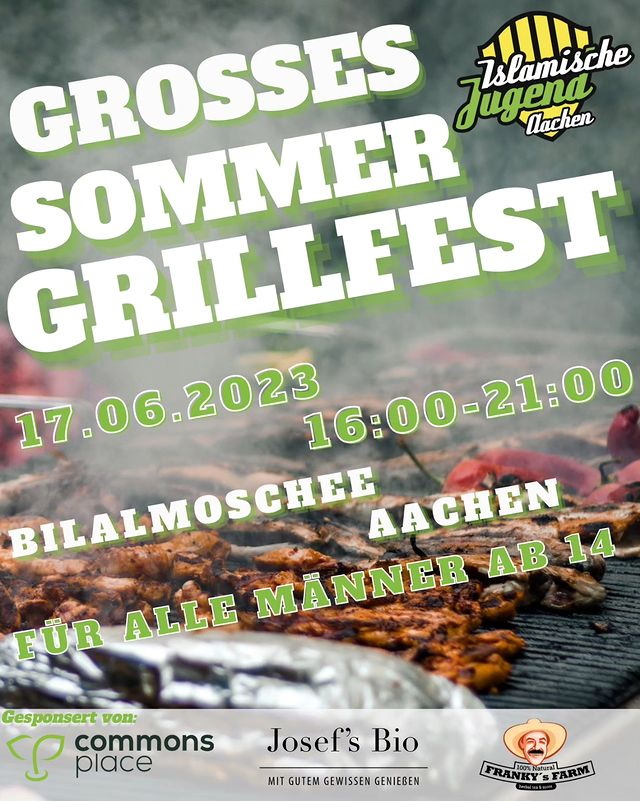 GROSSES
SOMMER
GRILLFEST
Islamische
Jugend
Aachen
17.06.2023
16:00-21:00
BILALMOSCHEE
AACHEN
FÜR ALLE MÄNNER AB 14
Gesponsert von:
commons
place
Josef's Bio
MIT GUTEM GEWISSEN GENIEßEN
100% Natural
FRANKY's FARM